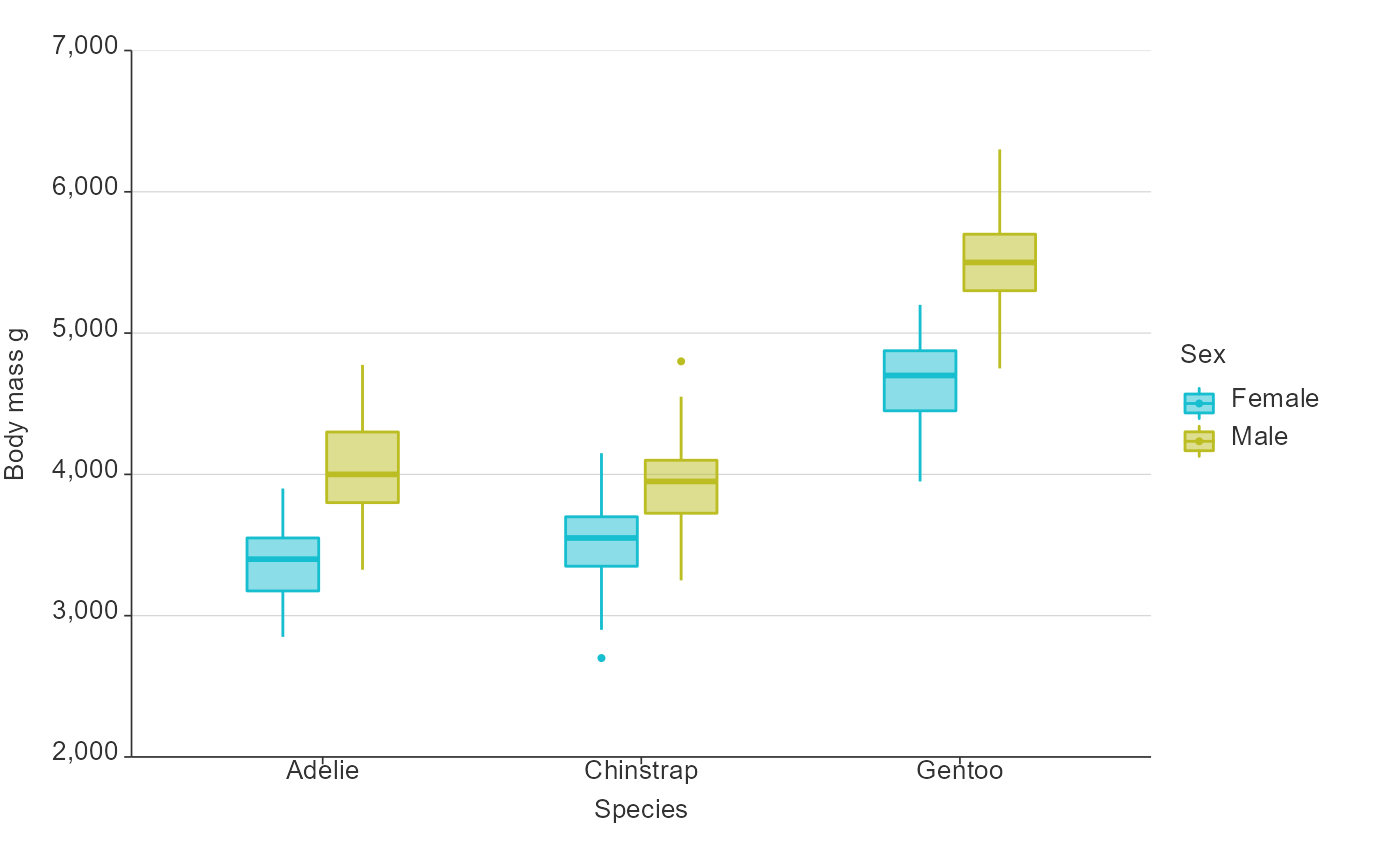 7,000
6,000
5,000
4,000
3,000
2,000
Body mass g
Adelie Chinstrap Gentoo
Species
Sex
Female
Male